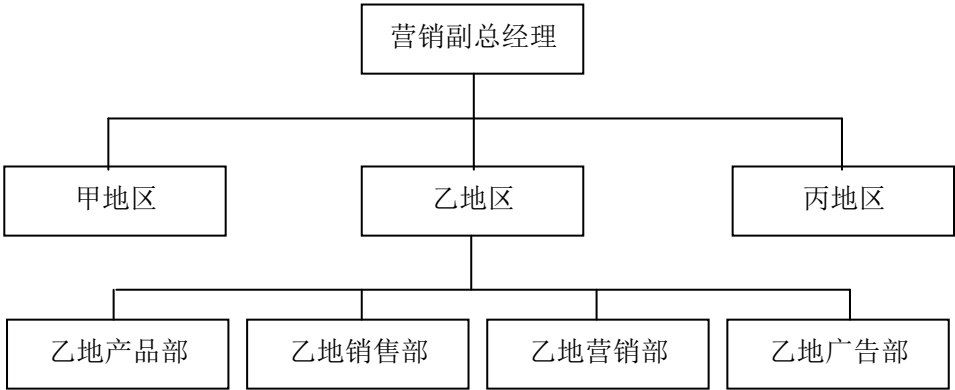 营销副总经理
甲地区
乙地区
丙地区
乙地产品部
乙地销售部
乙地营销部
乙地广告部